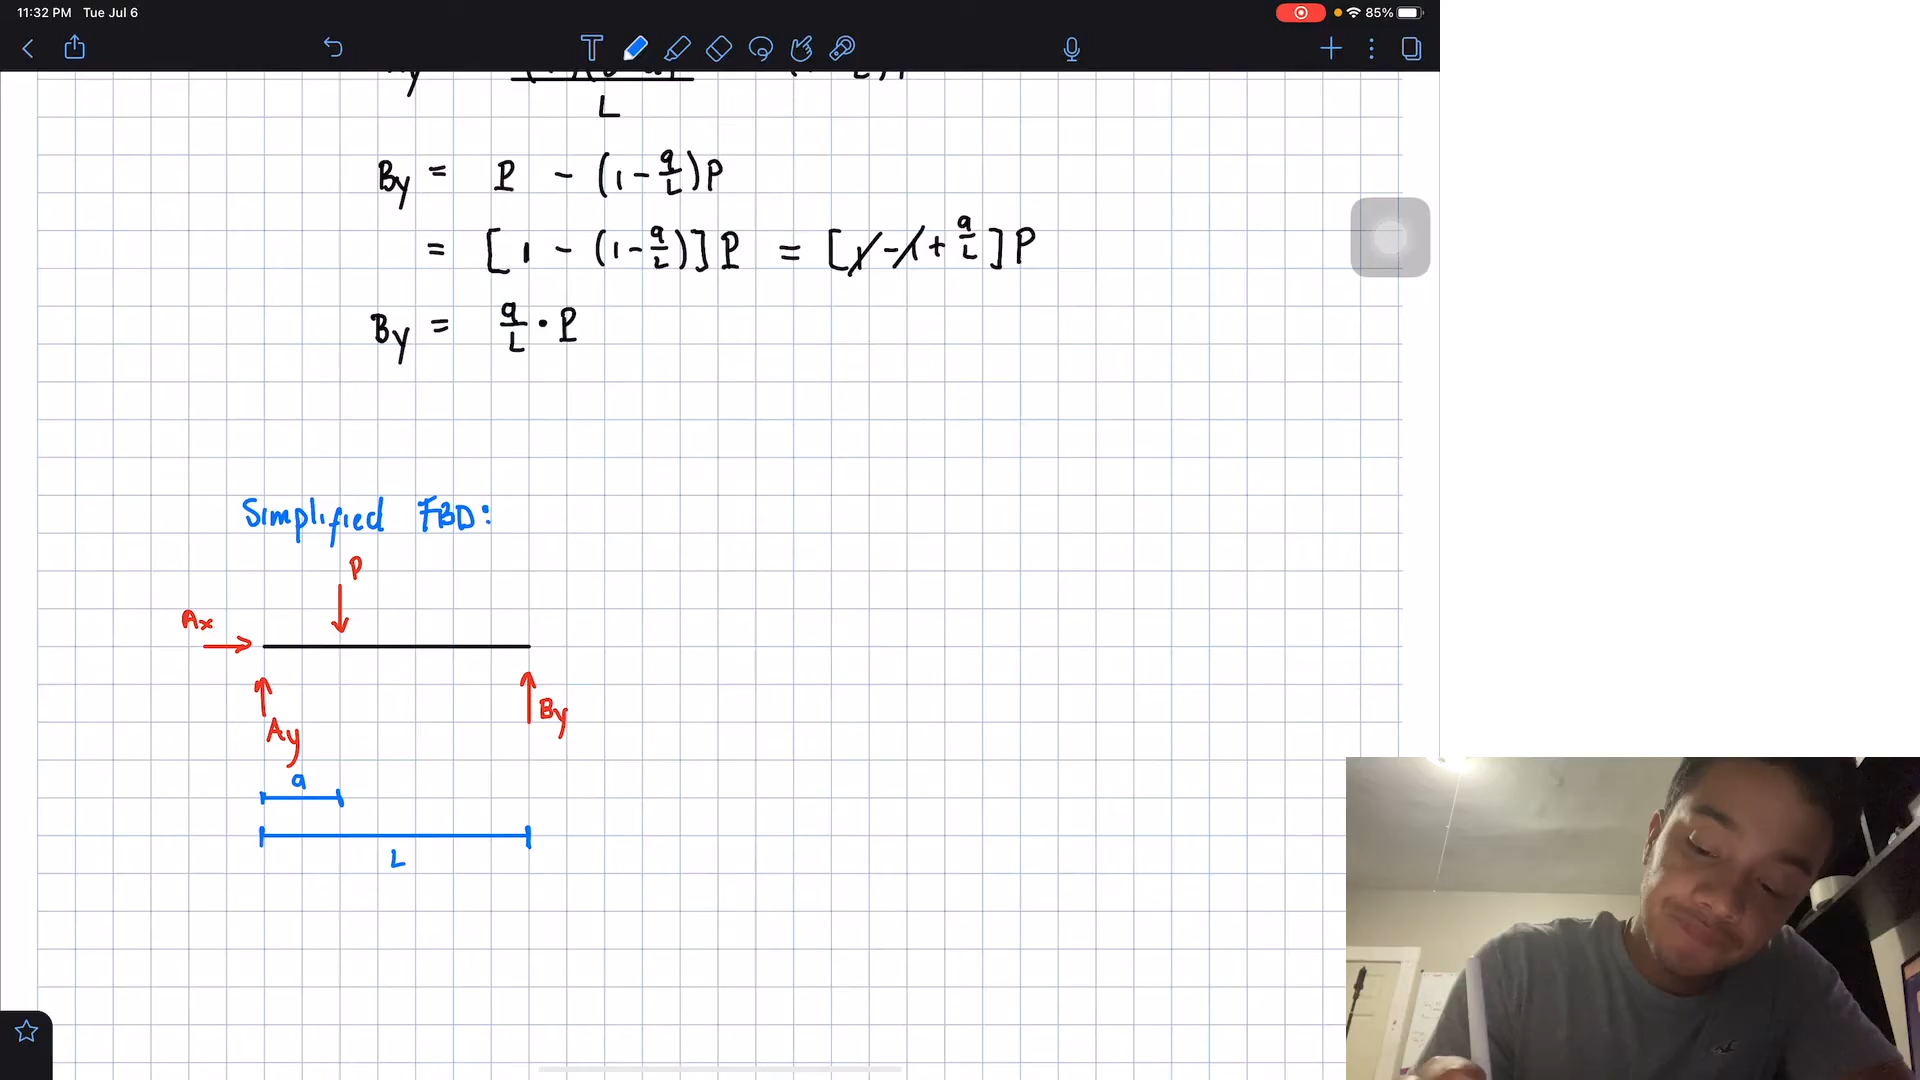 11:32 PM Tue Jul 6 85%
L
By = P - (1 - a/L)P
= [1 - (1 - a/L)]P = [1 - 1 + a/L]P
By = a/L · P
Simplified FBD:
P
Ax
By
Ay
a
L